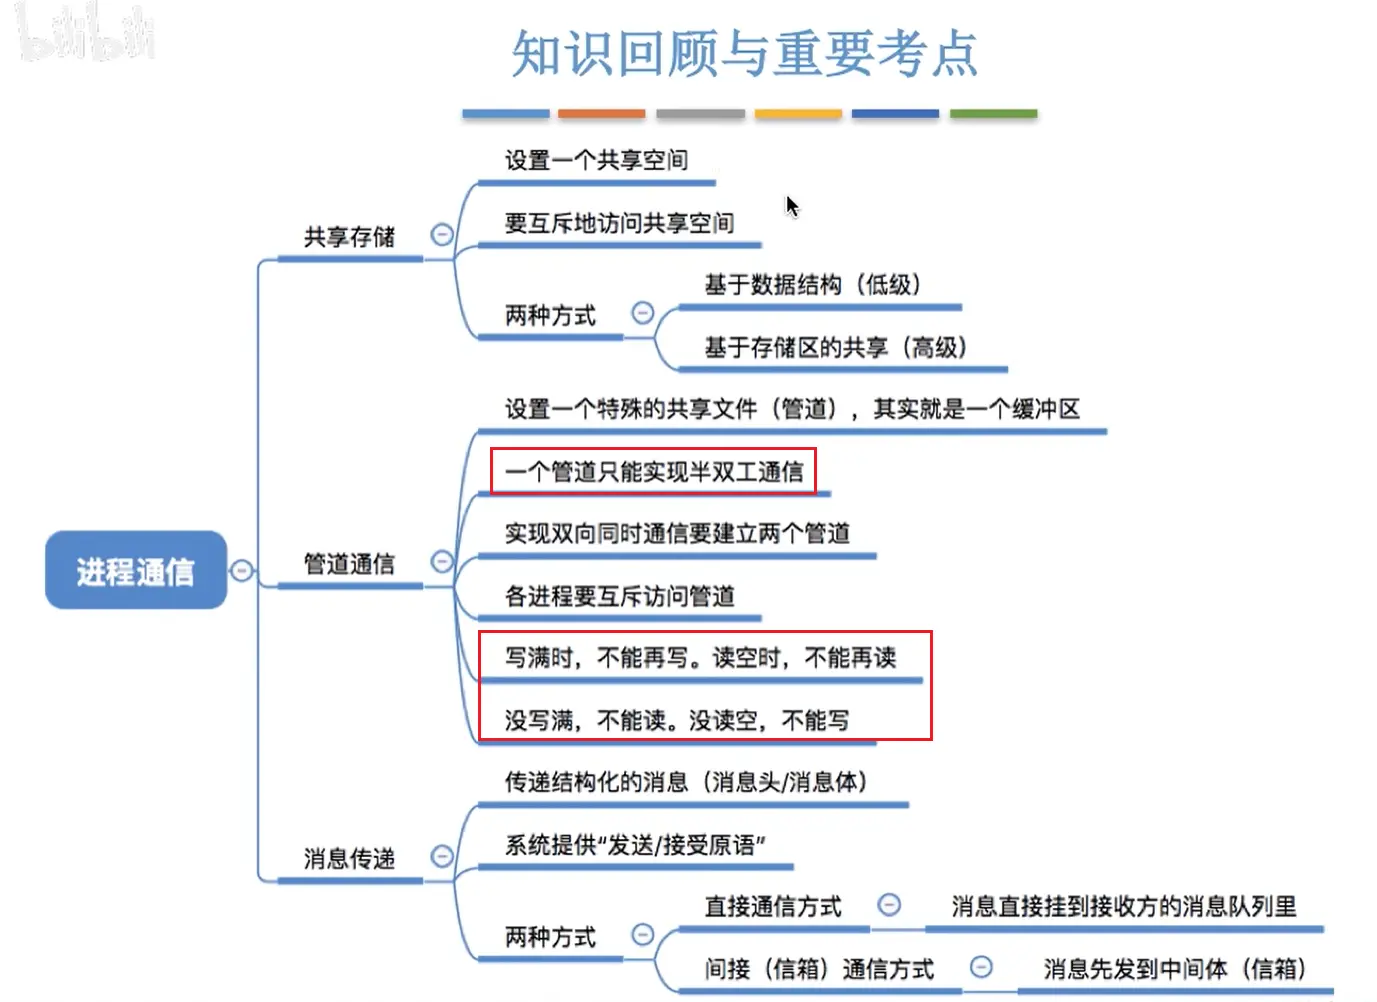 bilibili
知识回顾与重要考点
设置一个共享空间
要互斥地访问共享空间
共享存储
基于数据结构（低级）
两种方式
基于存储区的共享（高级）
设置一个特殊的共享文件（管道），其实就是一个缓冲区
一个管道只能实现半双工通信
实现双向同时通信要建立两个管道
进程通信
管道通信
各进程要互斥访问管道
写满时，不能再写。读空时，不能再读
没写满，不能读。没读空，不能写
传递结构化的消息（消息头/消息体）
系统提供“发送/接受原语”
消息传递
直接通信方式
消息直接挂到接收方的消息队列里
两种方式
间接（信箱）通信方式
消息先发到中间体（信箱）